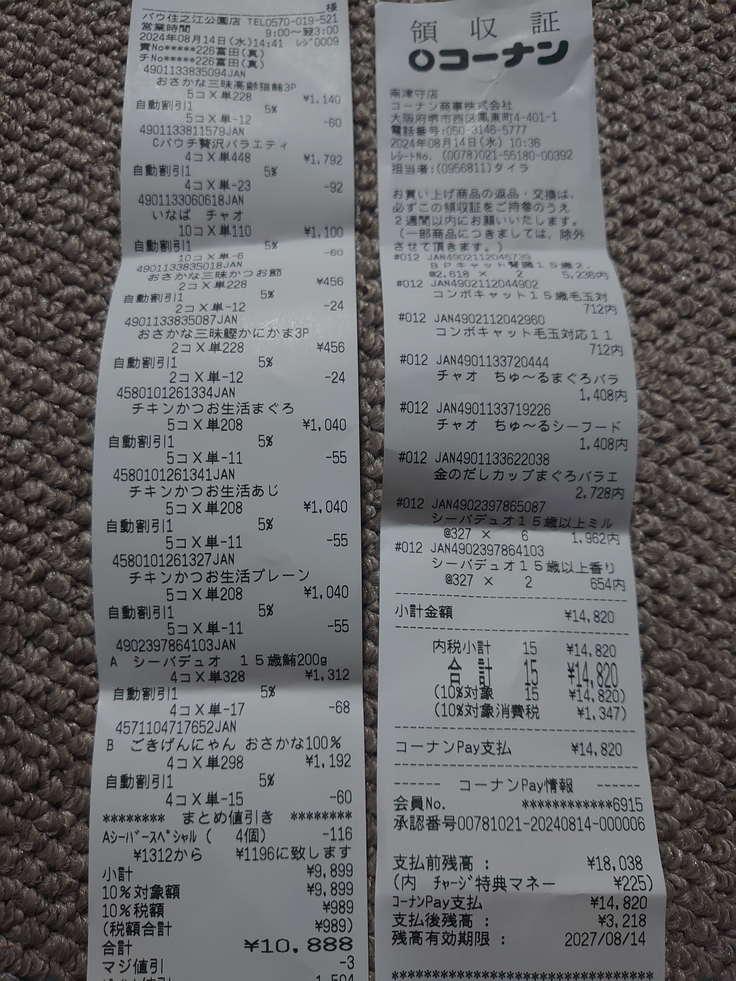 様
パウ住之江公園店 TEL0570-019-521
営業時間 9:00～翌3:00
2024年08月14日(水)14:41 レジ0009
責No*****226富田(真)
チNo*****226富田(真)
4901133835094JAN
おさかな三昧高齢猫鮪3P
5コX単228 ¥1,140
自動割引1 5%
5コX単-12 -60
4901133811579JAN
Cパウチ贅沢バラエティ
4コX単448 ¥1,792
自動割引1 5%
4コX単-23 -92
4901133060618JAN
いなば チャオ
10コX単110 ¥1,100
自動割引1 5%
10コX単-6 -60
4901133835018JAN
おさかな三昧かつお節
2コX単228 ¥456
自動割引1 5%
2コX単-12 -24
4901133835087JAN
おさかな三昧鰹かにかま3P
2コX単228 ¥456
自動割引1 5%
2コX単-12 -24
4580101261334JAN
チキンかつお生活まぐろ
5コX単208 ¥1,040
自動割引1 5%
5コX単-11 -55
4580101261341JAN
チキンかつお生活あじ
5コX単208 ¥1,040
自動割引1 5%
5コX単-11 -55
4580101261327JAN
チキンかつお生活プレーン
5コX単208 ¥1,040
自動割引1 5%
5コX単-11 -55
4902397864103JAN
A シーバデュオ 15歳鮪200g
4コX単328 ¥1,312
自動割引1 5%
4コX単-17 -68
4571104717652JAN
B ごきげんにゃん おさかな100%
4コX単298 ¥1,192
自動割引1 5%
4コX単-15 -60
******** まとめ値引き ********
Aシーバースペシャル ( 4個) -116
¥1312から ¥1196に致します
小計 ¥9,899
10%対象額 ¥9,899
10%税額 ¥989
(税額合計 ¥989)
合計 ¥10,888
マジ値引 -3
領収証
コーナン
南津守店
コーナン商事株式会社
大阪府堺市西区鳳東町4-401-1
電話番号:050-3146-5777
2024年08月14日(水) 10:36
レシートNo. (0078)021-55180-00392
担当者:(0956811)タイラ
お買い上げ商品の返品・交換は、
必ずこの領収証をご持参のうえ
2週間以内にお願いいたします。
(一部商品につきましては、除外
させて頂きます。)
#012 JAN4902112046739
BPキャット腎臓15歳2.
@2,618 × 2 5,236内
#012 JAN4902112044902
コンボキャット15歳毛玉対
712内
#012 JAN4902112042960
コンボキャット毛玉対応11
712内
#012 JAN4901133720444
チャオ ちゅ～るまぐろバラ
1,408内
#012 JAN4901133719226
チャオ ちゅ～るシーフード
1,408内
#012 JAN4901133622038
金のだしカップまぐろバラエ
2,728内
#012 JAN4902397865087
シーバデュオ15歳以上ミル
@327 × 6 1,962内
#012 JAN4902397864103
シーバデュオ15歳以上香り
@327 × 2 654内
小計金額 ¥14,820
内税小計 15 ¥14,820
合計 15 ¥14,820
(10%対象 15 ¥14,820)
(10%対象消費税 ¥1,347)
コーナンPay支払 ¥14,820
------ コーナンPay情報 ------
会員No. ************6915
承認番号00781021-20240814-000006
支払前残高: ¥18,038
(内 チャージ特典マネー ¥225)
コーナンPay支払 ¥14,820
支払後残高: ¥3,218
残高有効期限: 2027/08/14